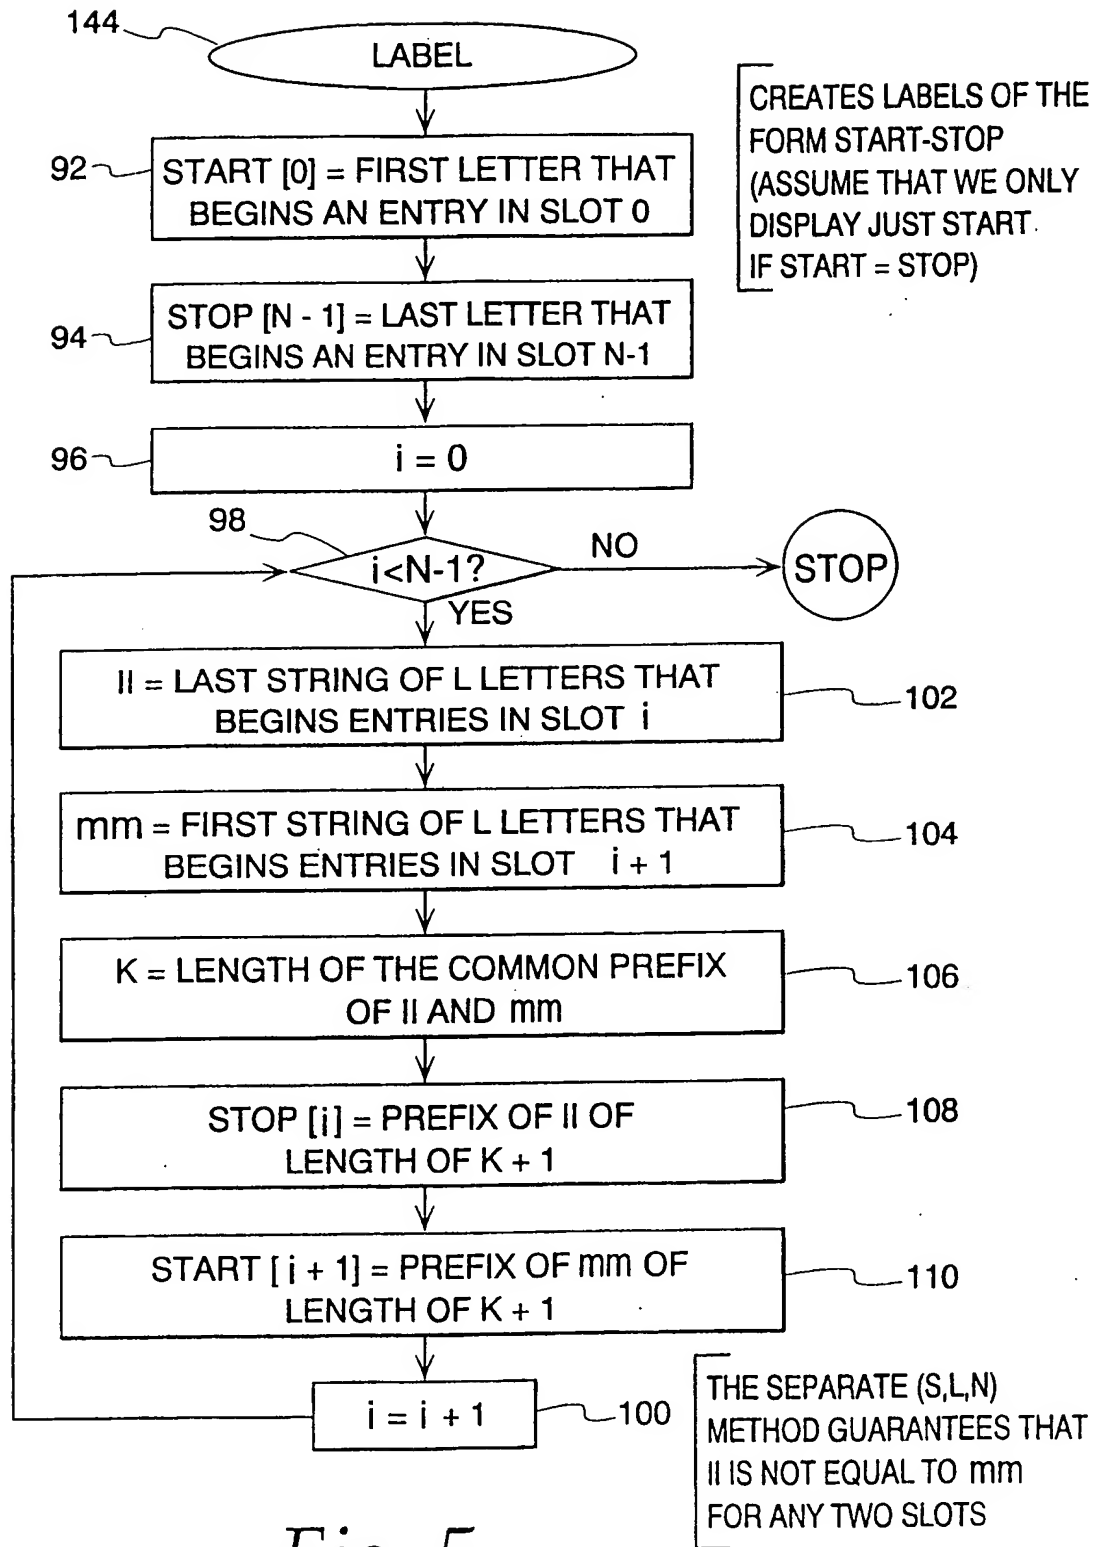 144
LABEL
CREATES LABELS OF THE
FORM START-STOP
(ASSUME THAT WE ONLY
DISPLAY JUST START
IF START = STOP)
92
START [0] = FIRST LETTER THAT
BEGINS AN ENTRY IN SLOT 0
94
STOP [N - 1] = LAST LETTER THAT
BEGINS AN ENTRY IN SLOT N-1
96
i = 0
98
i<N-1?
NO
STOP
YES
ll = LAST STRING OF L LETTERS THAT
BEGINS ENTRIES IN SLOT i
102
mm = FIRST STRING OF L LETTERS THAT
BEGINS ENTRIES IN SLOT i + 1
104
K = LENGTH OF THE COMMON PREFIX
OF ll AND mm
106
STOP [i] = PREFIX OF ll OF
LENGTH OF K + 1
108
START [ i + 1] = PREFIX OF mm OF
LENGTH OF K + 1
110
i = i + 1
100
THE SEPARATE (S,L,N)
METHOD GUARANTEES THAT
ll IS NOT EQUAL TO mm
FOR ANY TWO SLOTS
Fig. 5